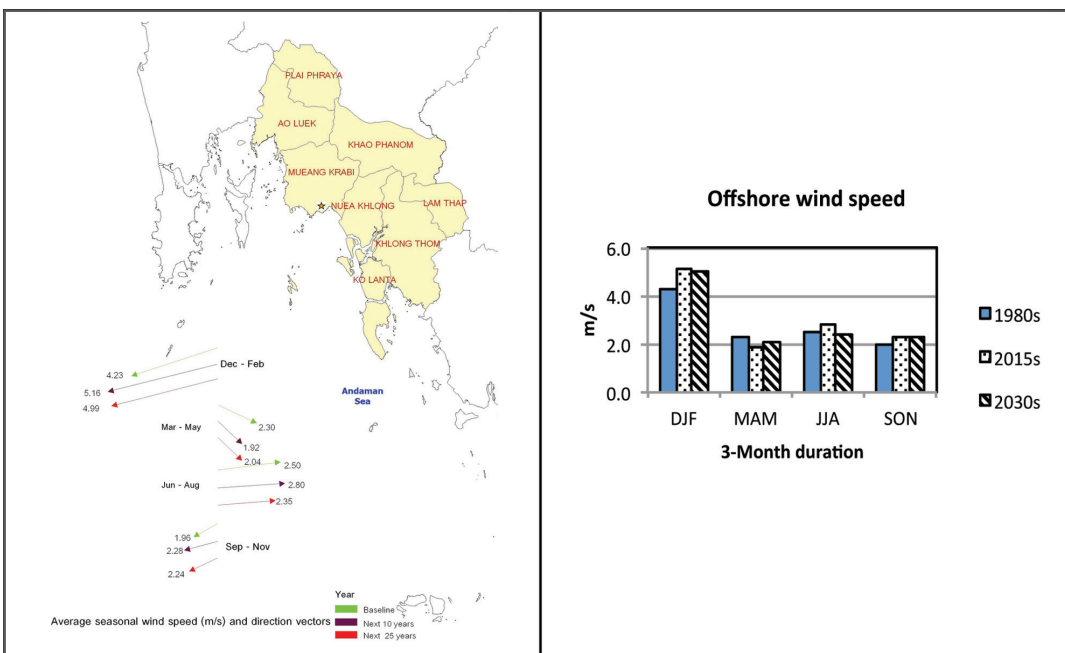 PLAI PHRAYA
AO LUEK
KHAO PHANOM
MUEANG KRABI
LAM THAP
NUEA KHLONG
KHLONG THOM
KO LANTA
Andaman
Sea
Dec - Feb
4.23
5.16
4.99
Mar - May
2.30
1.92
2.04
Jun - Aug
2.50
2.80
2.35
Sep - Nov
1.96
2.28
2.24
Year
Baseline
Next 10 years
Next 25 years
Average seasonal wind speed (m/s) and direction vectors
Offshore wind speed
m/s
6.0
4.0
2.0
0.0
DJF MAM JJA SON
3-Month duration
1980s
2015s
2030s